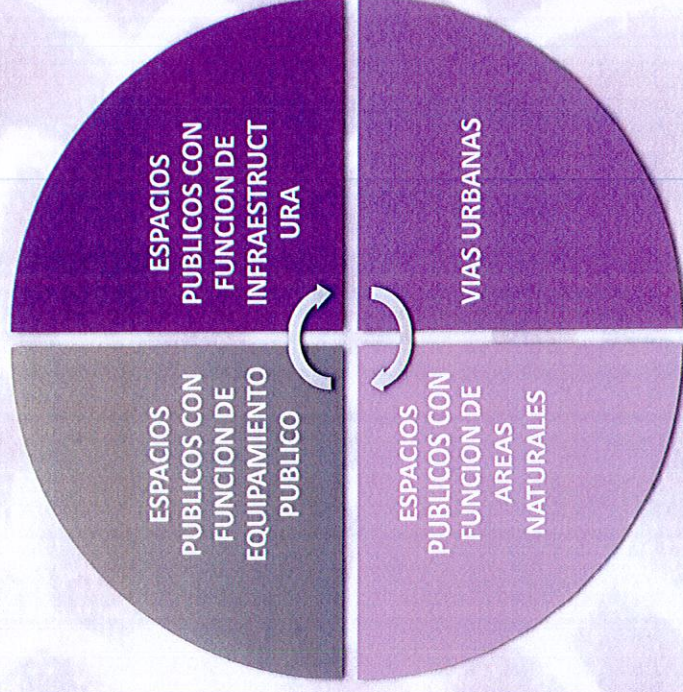 ESPACIOS
PUBLICOS CON
FUNCION DE
AREAS
NATURALES
ESPACIOS
PUBLICOS CON
FUNCION DE
EQUIPAMIENTO
PUBLICO
VIAS URBANAS
ESPACIOS
PUBLICOS CON
FUNCION DE
INFRAESTRUCT
URA